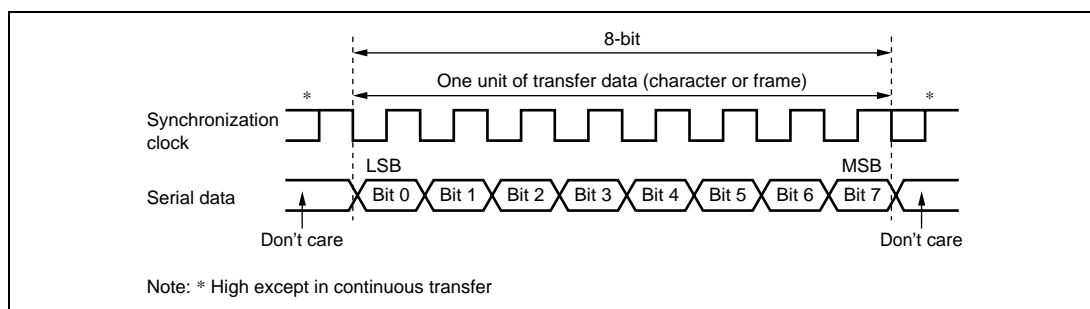 8-bit
One unit of transfer data (character or frame)
* *
Synchronization
clock
LSB MSB
Serial data Bit 0 Bit 1 Bit 2 Bit 3 Bit 4 Bit 5 Bit 6 Bit 7
Don't care Don't care
Note: * High except in continuous transfer